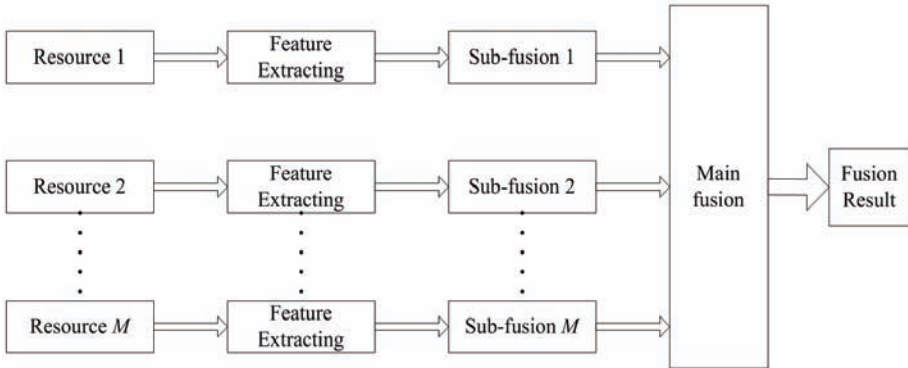 Resource 1
Feature
Extracting
Sub-fusion 1
Resource 2
Feature
Extracting
Sub-fusion 2
Main
fusion
Fusion
Result
Resource M
Feature
Extracting
Sub-fusion M